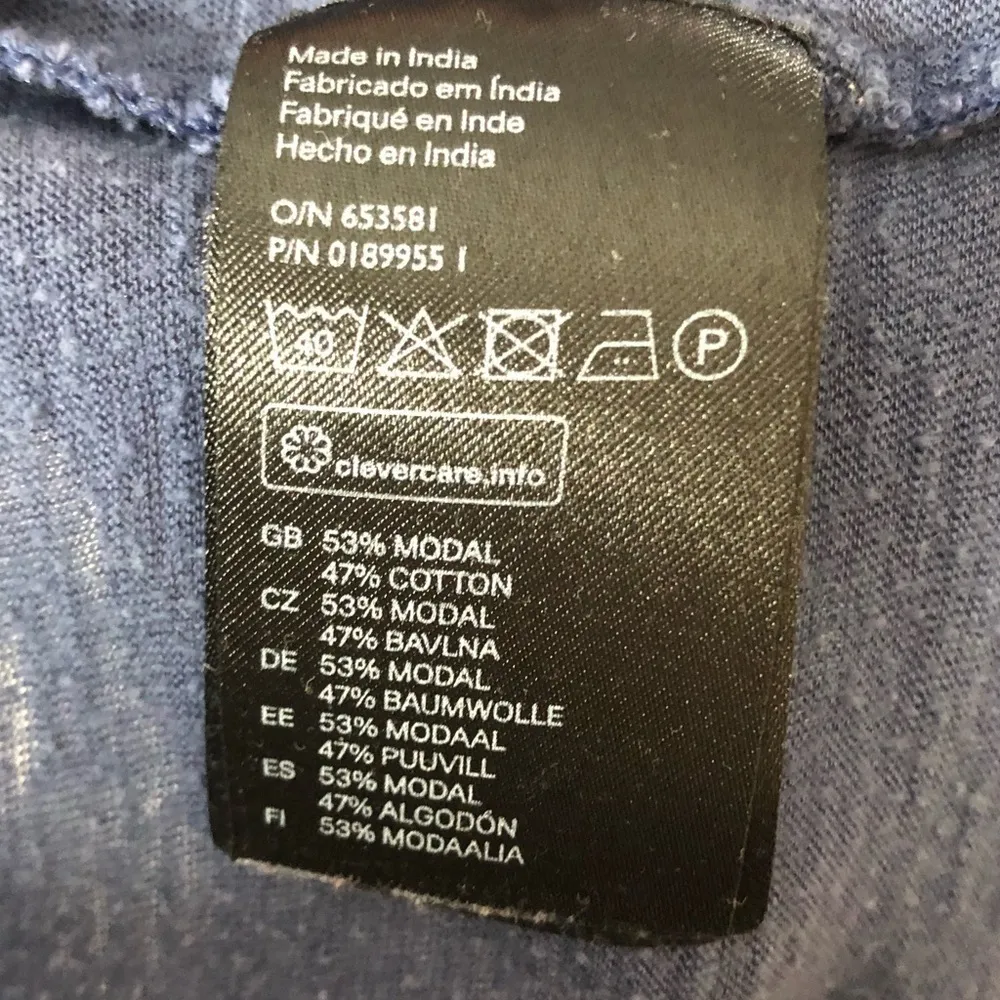 Made in India
Fabricado em Índia
Fabriqué en Inde
Hecho en India
O/N 653581
P/N 0189955 1
40 P
clevercare.info
GB 53% MODAL
47% COTTON
CZ 53% MODAL
47% BAVLNA
DE 53% MODAL
47% BAUMWOLLE
EE 53% MODAAL
47% PUUVILL
ES 53% MODAL
47% ALGODÓN
FI 53% MODAALIA